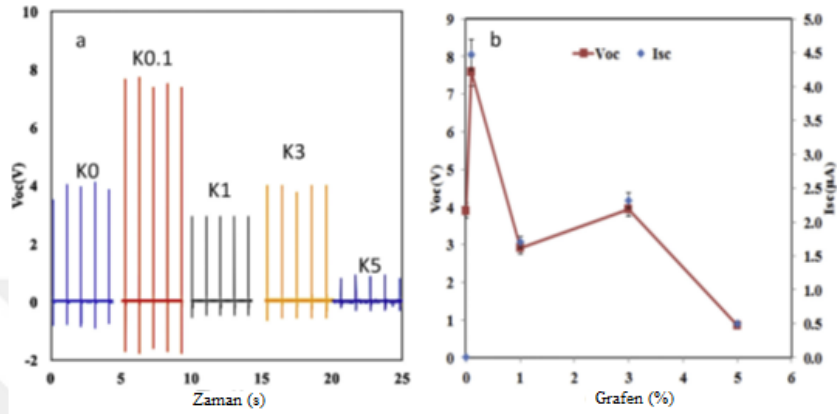 a
10
8
6
4
2
0
-2
Voc(V)
K0
K0.1
K1
K3
K5
0 5 10 15 20 25
Zaman (s)
b
Voc Isc
9
8
7
6
5
4
3
2
1
0
Voc(V)
5.0
4.5
4.0
3.5
3.0
2.5
2.0
1.5
1.0
0.5
0.0
Isc(µA)
0 1 2 3 4 5 6
Grafen (%)